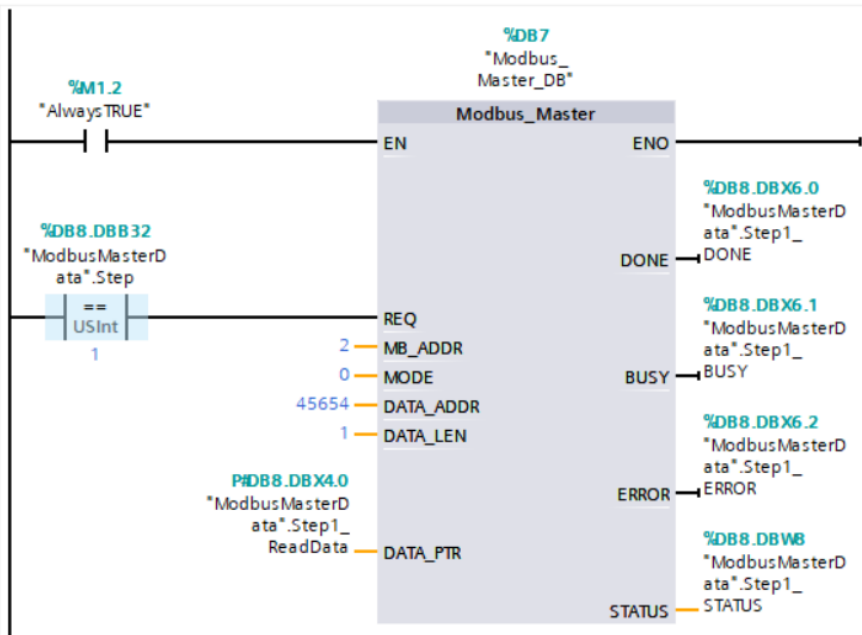 %DB7
"Modbus_
Master_DB"
%M1.2
"AlwaysTRUE"
Modbus_Master
EN
ENO
%DB8.DBX6.0
"ModbusMasterD
ata".Step1_
DONE
DONE
%DB8.DBB32
"ModbusMasterD
ata".Step
==
USInt
1
REQ
%DB8.DBX6.1
"ModbusMasterD
ata".Step1_
BUSY
BUSY
2
MB_ADDR
0
MODE
45654
DATA_ADDR
1
DATA_LEN
%DB8.DBX6.2
"ModbusMasterD
ata".Step1_
ERROR
ERROR
P#DB8.DBX4.0
"ModbusMasterD
ata".Step1_
ReadData
DATA_PTR
%DB8.DBW8
"ModbusMasterD
ata".Step1_
STATUS
STATUS